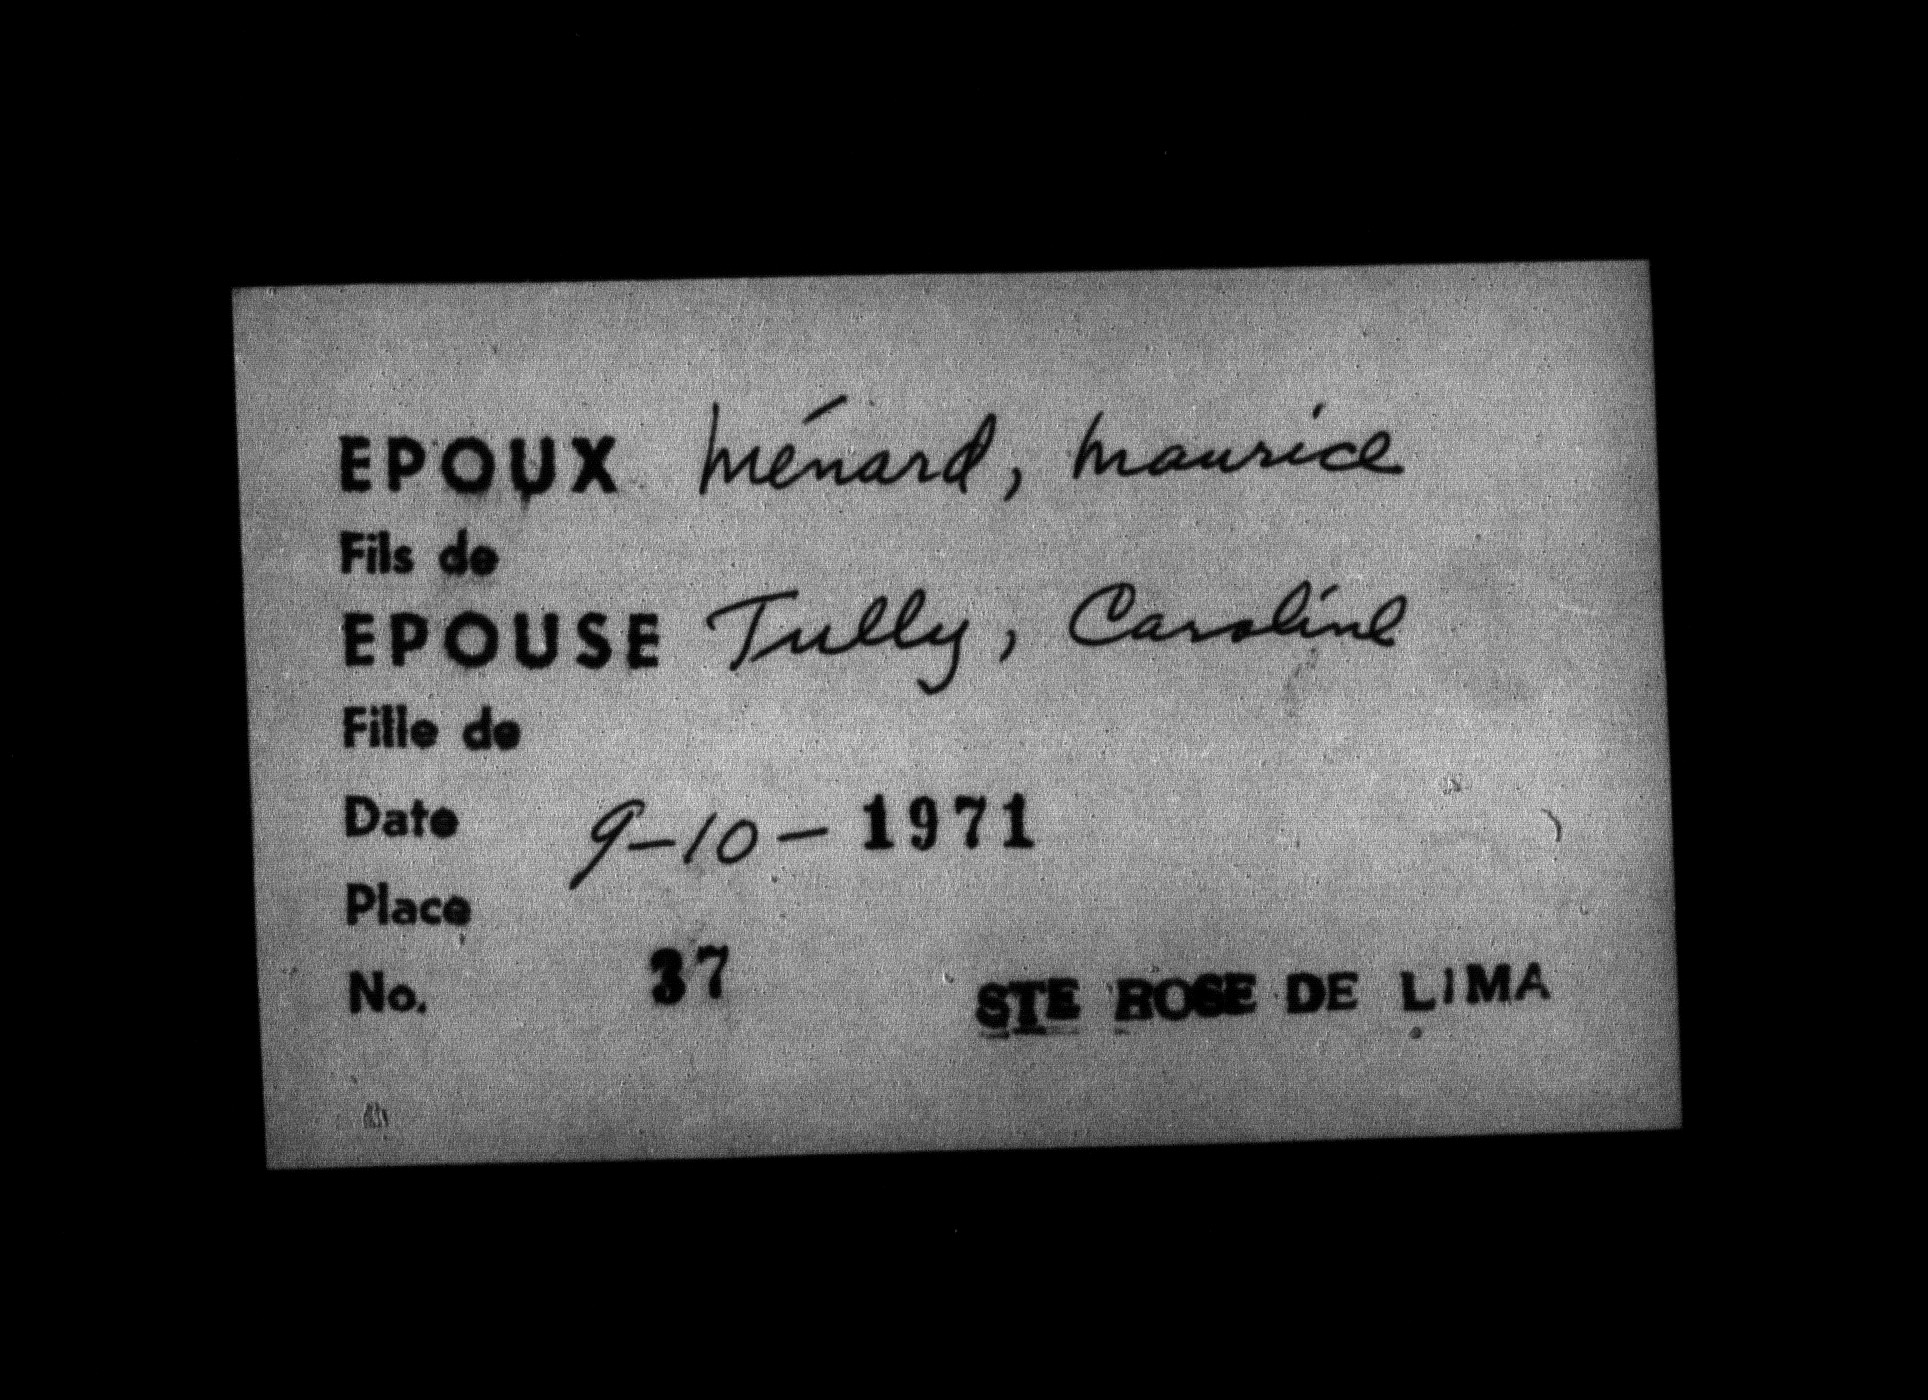 EPOUX Ménard, Maurice
Fils de
EPOUSE Tully, Caroline
Fille de
Date 9-10-1971
Place
No. 37 STE ROSE DE LIMA